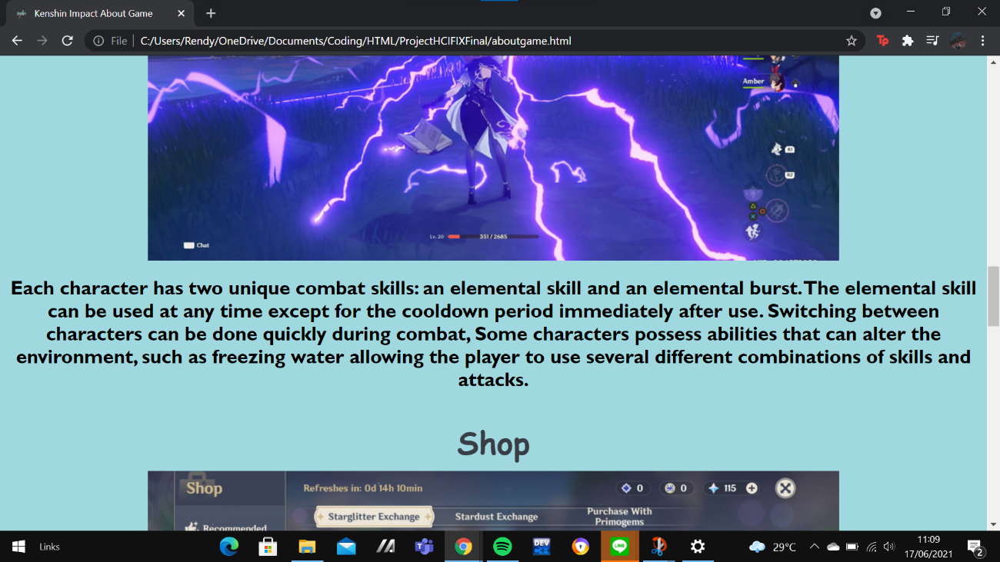 Kenshin Impact About Game
File
C:/Users/Rendy/OneDrive/Documents/Coding/HTML/ProjectHCIFIXFinal/aboutgame.html
Tp
Amber
R1
R2
Lv. 20
351 / 2685
Chat
Each character has two unique combat skills: an elemental skill and an elemental burst. The elemental skill
can be used at any time except for the cooldown period immediately after use. Switching between
characters can be done quickly during combat, Some characters possess abilities that can alter the
environment, such as freezing water allowing the player to use several different combinations of skills and
attacks.
Shop
Shop
Refreshes in: 0d 14h 10min
0
0
115
Starglitter Exchange
Stardust Exchange
Purchase With
Primogems
Recommended
Links
DEV
LINE
29°C
11:09
17/06/2021
2